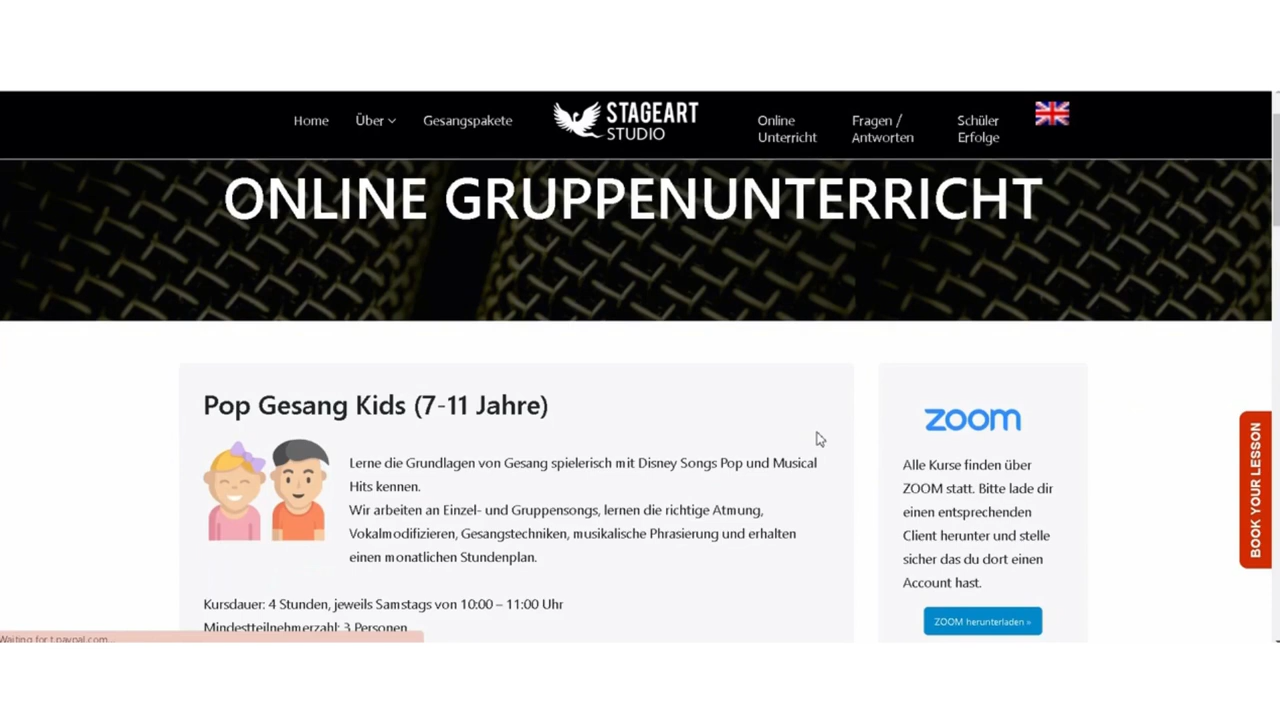 Home
Über
Gesangspakete
STAGEART
STUDIO
Online
Unterricht
Fragen /
Antworten
Schüler
Erfolge
ONLINE GRUPPENUNTERRICHT
Pop Gesang Kids (7-11 Jahre)
Lerne die Grundlagen von Gesang spielerisch mit Disney Songs Pop und Musical
Hits kennen.
Wir arbeiten an Einzel- und Gruppensongs, lernen die richtige Atmung,
Vokalmodifizieren, Gesangstechniken, musikalische Phrasierung und erhalten
einen monatlichen Stundenplan.
Kursdauer: 4 Stunden, jeweils Samstags von 10:00 – 11:00 Uhr
Mindestteilnehmerzahl: 3 Personen
zoom
Alle Kurse finden über
ZOOM statt. Bitte lade dir
einen entsprechenden
Client herunter und stelle
sicher das du dort einen
Account hast.
ZOOM herunterladen »
BOOK YOUR LESSON
Waiting for t.paypal.com...